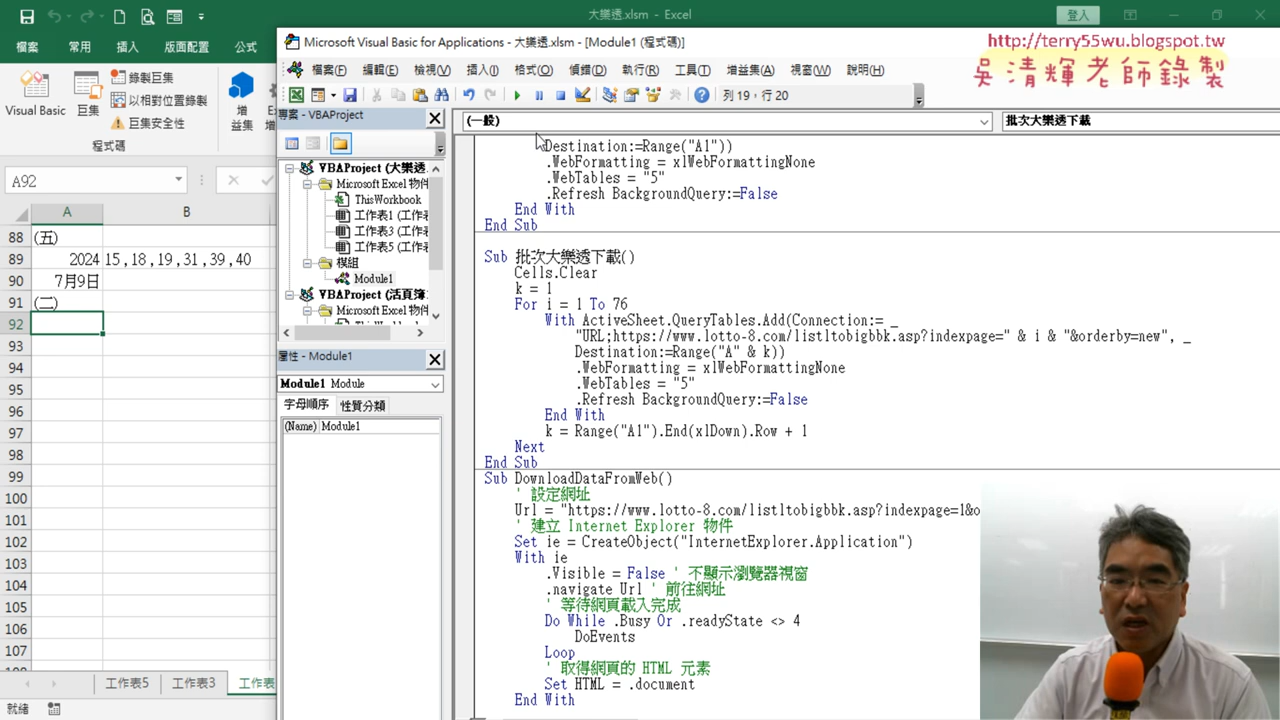 大樂透.xlsm - Excel
登入
檔案
常用
插入
版面配置
公式
Microsoft Visual Basic for Applications - 大樂透.xlsm - [Module1 (程式碼)]
http://terry55wu.blogspot.tw
吳清輝老師錄製
檔案(F)
編輯(E)
檢視(V)
插入(I)
格式(O)
偵錯(D)
執行(R)
工具(T)
增益集(A)
視窗(W)
說明(H)
Visual Basic
巨集
錄製巨集
以相對位置錄製
巨集安全性
增
益集
程式碼
列 19，行 20
專案 - VBAProject
(一般)
批次大樂透下載
VBAProject (大樂透
Microsoft Excel 物件
ThisWorkbook
工作表1 (工作表
工作表3 (工作表
工作表5 (工作表
模組
Module1
VBAProject (活頁簿
Microsoft Excel 物件
屬性 - Module1
Module1 Module
字母順序
性質分類
(Name) Module1
A92
A
B
88 (五)
89 2024 15,18,19,31,39,40
90 7月9日
91 (二)
92
93
94
95
96
97
98
99
100
101
102
103
104
105
106
107
工作表5
工作表3
工作表
就緒
Destination:=Range("A1"))
.WebFormatting = xlWebFormattingNone
.WebTables = "5"
.Refresh BackgroundQuery:=False
End With
End Sub
Sub 批次大樂透下載()
Cells.Clear
k = 1
For i = 1 To 76
With ActiveSheet.QueryTables.Add(Connection:= _
"URL;https://www.lotto-8.com/listltobigbbk.asp?indexpage=" & i & "&orderby=new", _
Destination:=Range("A" & k))
.WebFormatting = xlWebFormattingNone
.WebTables = "5"
.Refresh BackgroundQuery:=False
End With
k = Range("A1").End(xlDown).Row + 1
Next
End Sub
Sub DownloadDataFromWeb()
' 設定網址
Url = "https://www.lotto-8.com/listltobigbbk.asp?indexpage=1&o
' 建立 Internet Explorer 物件
Set ie = CreateObject("InternetExplorer.Application")
With ie
.Visible = False ' 不顯示瀏覽器視窗
.navigate Url ' 前往網址
' 等待網頁載入完成
Do While .Busy Or .readyState <> 4
DoEvents
Loop
' 取得網頁的 HTML 元素
Set HTML = .document
End With